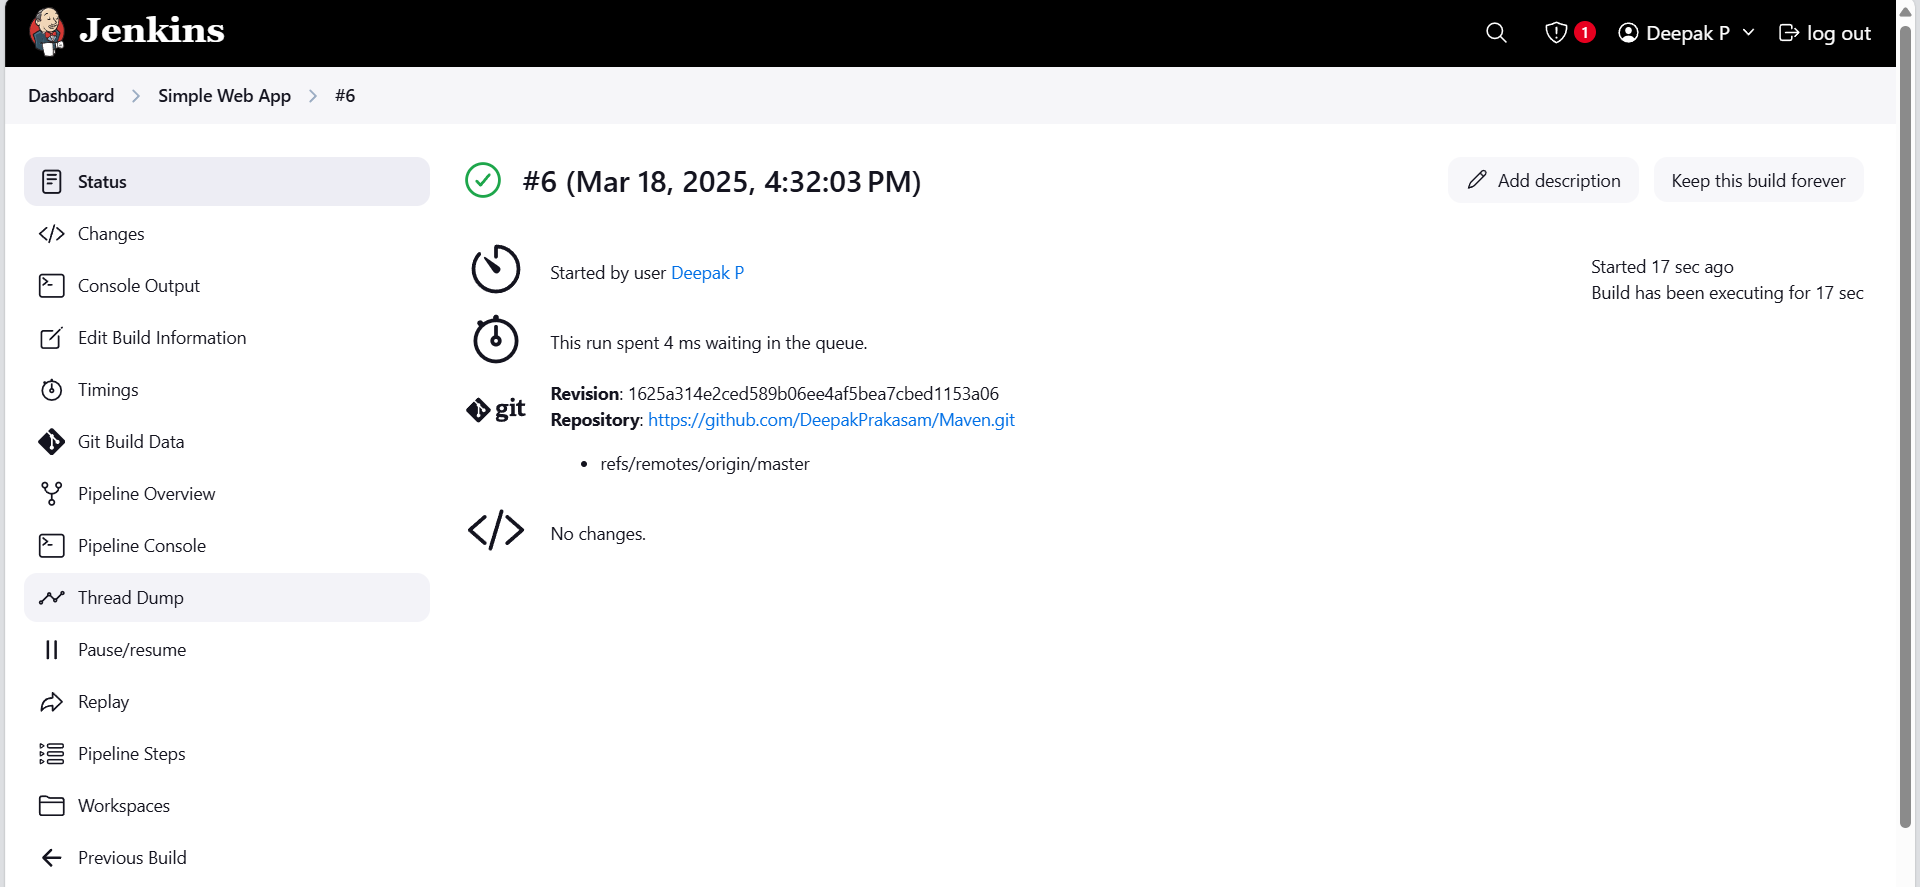 Jenkins
1
Deepak P
log out
Dashboard
Simple Web App
#6
Status
Changes
Console Output
Edit Build Information
Timings
Git Build Data
Pipeline Overview
Pipeline Console
Thread Dump
Pause/resume
Replay
Pipeline Steps
Workspaces
Previous Build
#6 (Mar 18, 2025, 4:32:03 PM)
Add description
Keep this build forever
Started by user Deepak P
Started 17 sec ago
Build has been executing for 17 sec
This run spent 4 ms waiting in the queue.
git
Revision: 1625a314e2ced589b06ee4af5bea7cbed1153a06
Repository: https://github.com/DeepakPrakasam/Maven.git
refs/remotes/origin/master
No changes.